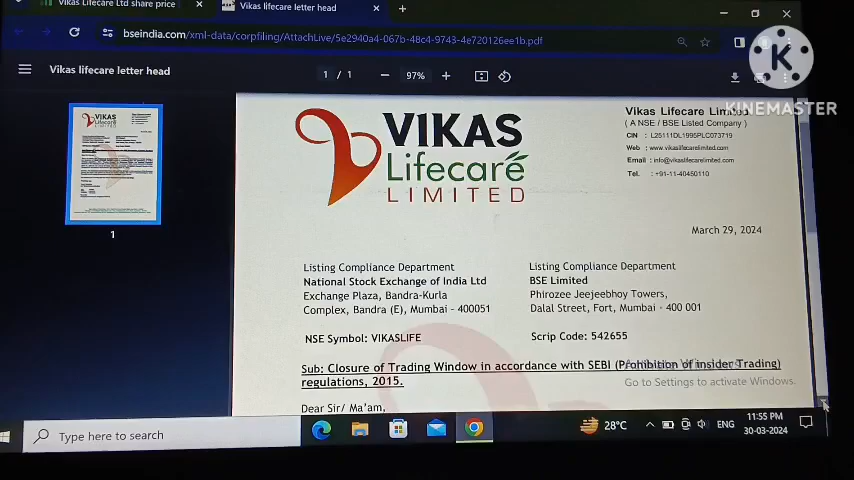 Vikas Lifecare Ltd share price
Vikas lifecare letter head
bseindia.com/xml-data/corpfiling/AttachLive/5e2940a4-067b-48c4-9743-4e720126ee1b.pdf
Vikas lifecare letter head
1 / 1
97%
K
KINEMASTER
1
VIKAS
Lifecare
LIMITED
Vikas Lifecare Limited
( A NSE / BSE Listed Company )
CIN : L25111DL1995PLC073719
Web : www.vikaslifecarelimited.com
Email : info@vikaslifecarelimited.com
Tel. : +91-11-40450110
March 29, 2024
Listing Compliance Department
National Stock Exchange of India Ltd
Exchange Plaza, Bandra-Kurla
Complex, Bandra (E), Mumbai - 400051
NSE Symbol: VIKASLIFE
Listing Compliance Department
BSE Limited
Phirozee Jeejeebhoy Towers,
Dalal Street, Fort, Mumbai - 400 001
Scrip Code: 542655
Sub: Closure of Trading Window in accordance with SEBI (Prohibition of insider Trading)
regulations, 2015.
Go to Settings to activate Windows.
Dear Sir/ Ma'am,
Type here to search
28°C
ENG
11:55 PM
30-03-2024